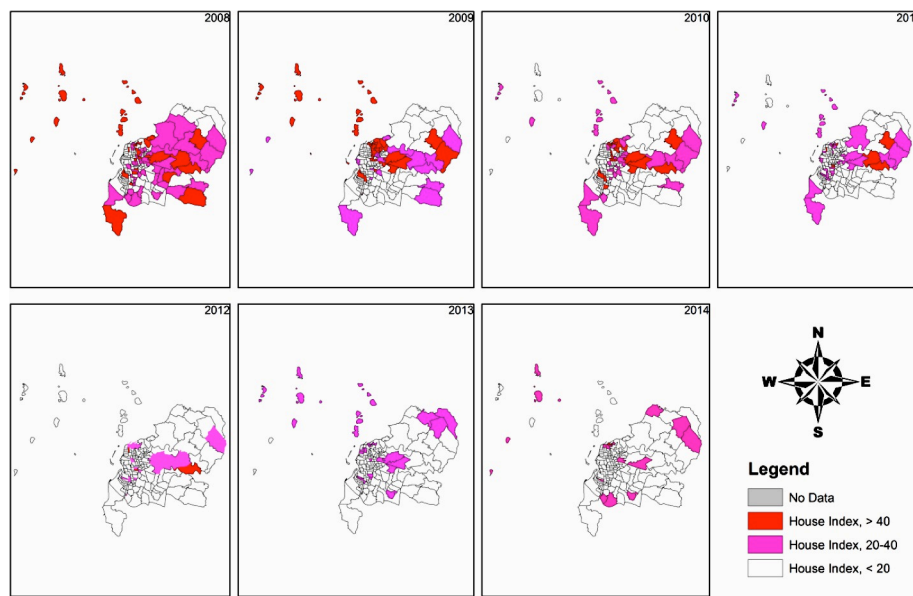 2008
2009
2010
201
2012
2013
2014
N
W E
S
Legend
No Data
House Index, > 40
House Index, 20-40
House Index, < 20